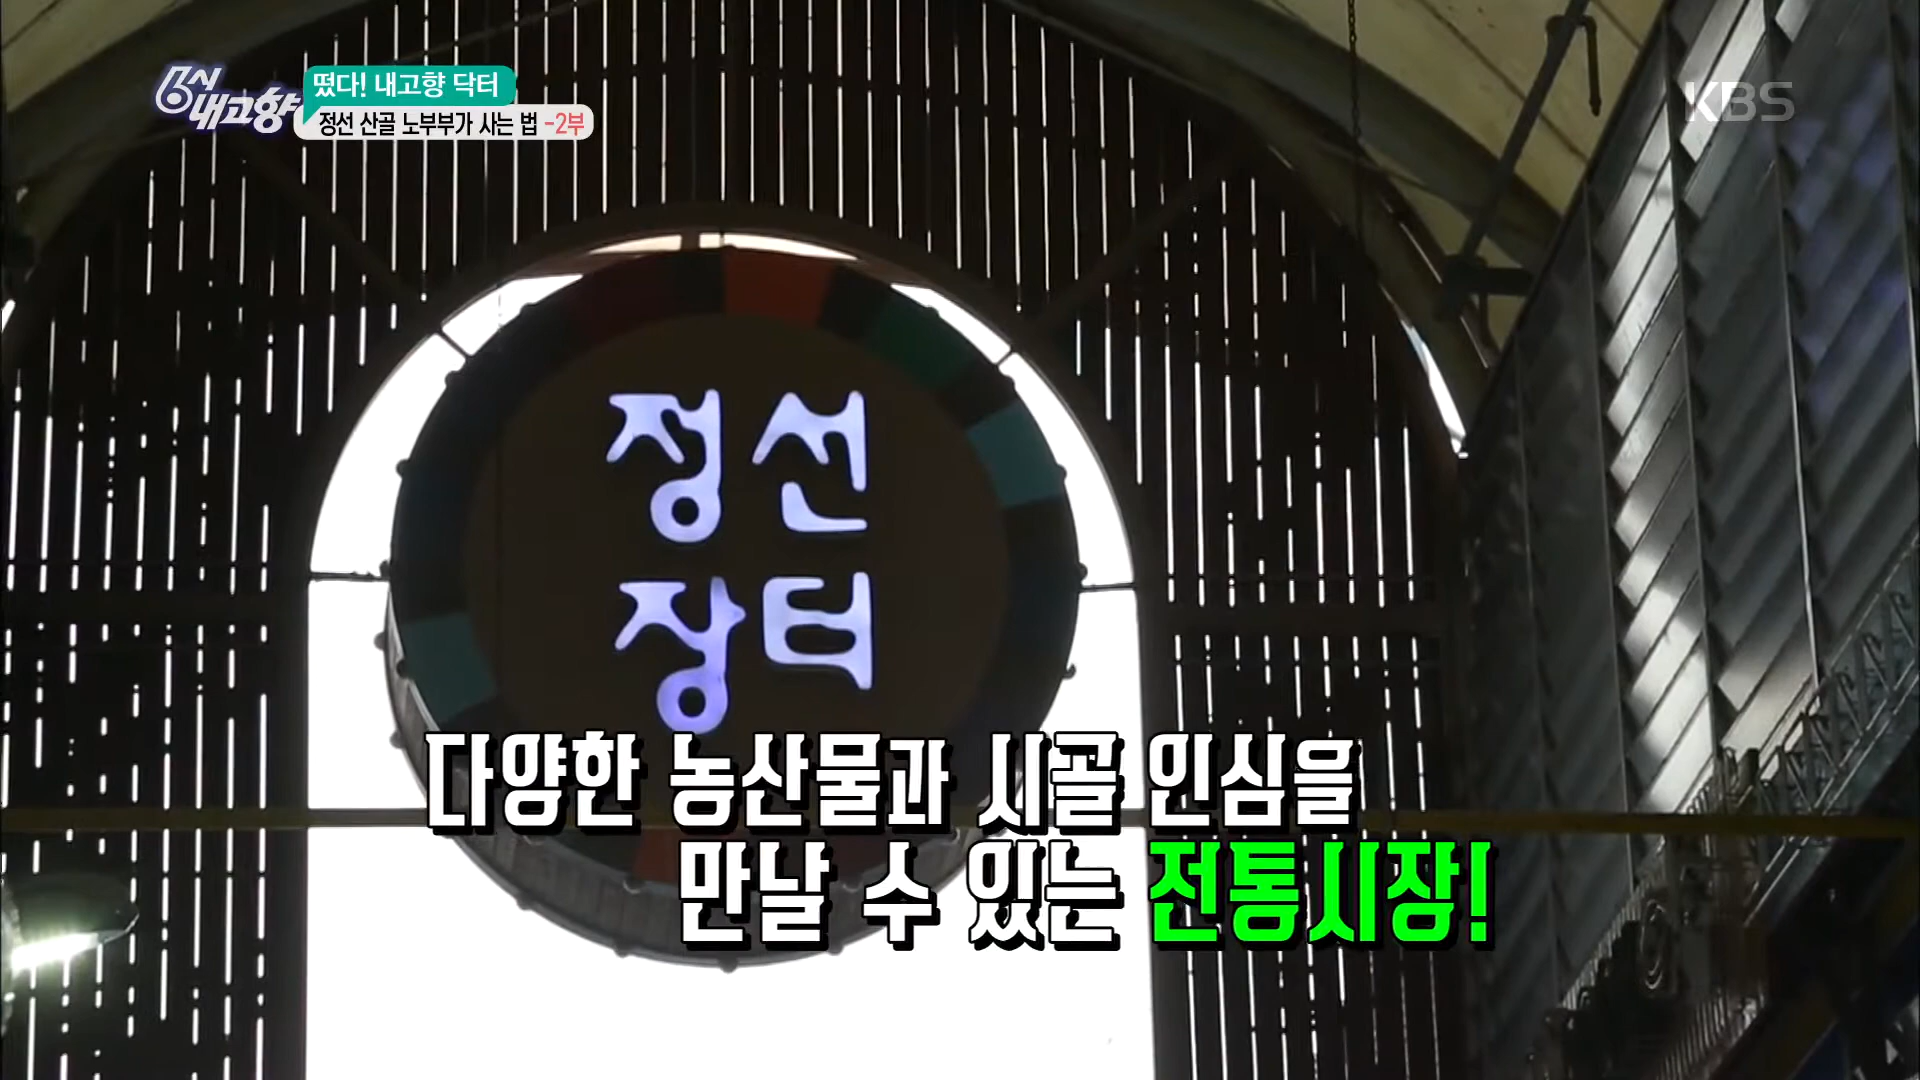 6시
내고향
떴다! 내고향 닥터
정선 산골 노부부가 사는 법 -2부
KBS
정선
장터
다양한 농산물과 시골 인심을
만날 수 있는 전통시장!